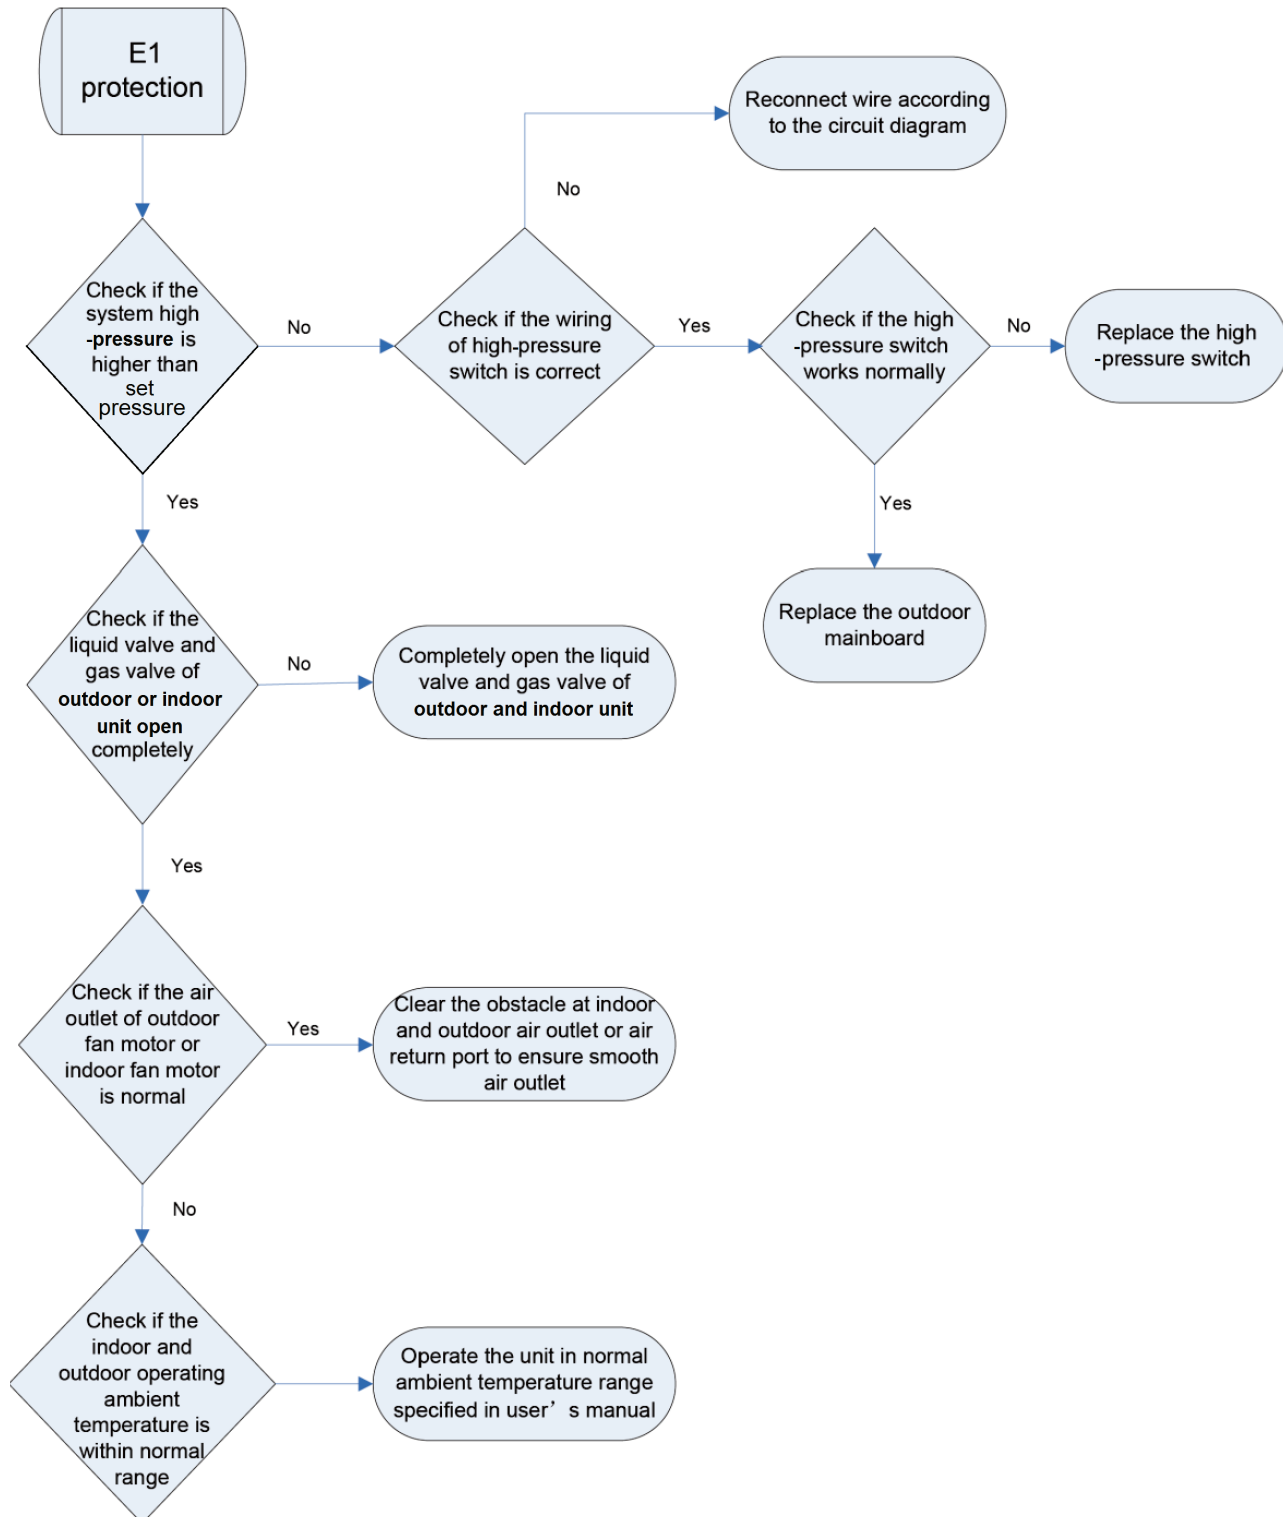 E1
protection
Reconnect wire according
to the circuit diagram
No
Check if the
system high
-pressure is
higher than
set
pressure
No
Check if the wiring
of high-pressure
switch is correct
Yes
Check if the high
-pressure switch
works normally
No
Replace the high
-pressure switch
Yes
Yes
Replace the outdoor
mainboard
Check if the
liquid valve and
gas valve of
outdoor or indoor
unit open
completely
No
Completely open the liquid
valve and gas valve of
outdoor and indoor unit
Yes
Check if the air
outlet of outdoor
fan motor or
indoor fan motor
is normal
Yes
Clear the obstacle at indoor
and outdoor air outlet or air
return port to ensure smooth
air outlet
No
Check if the
indoor and
outdoor operating
ambient
temperature is
within normal
range
Operate the unit in normal
ambient temperature range
specified in user’s manual